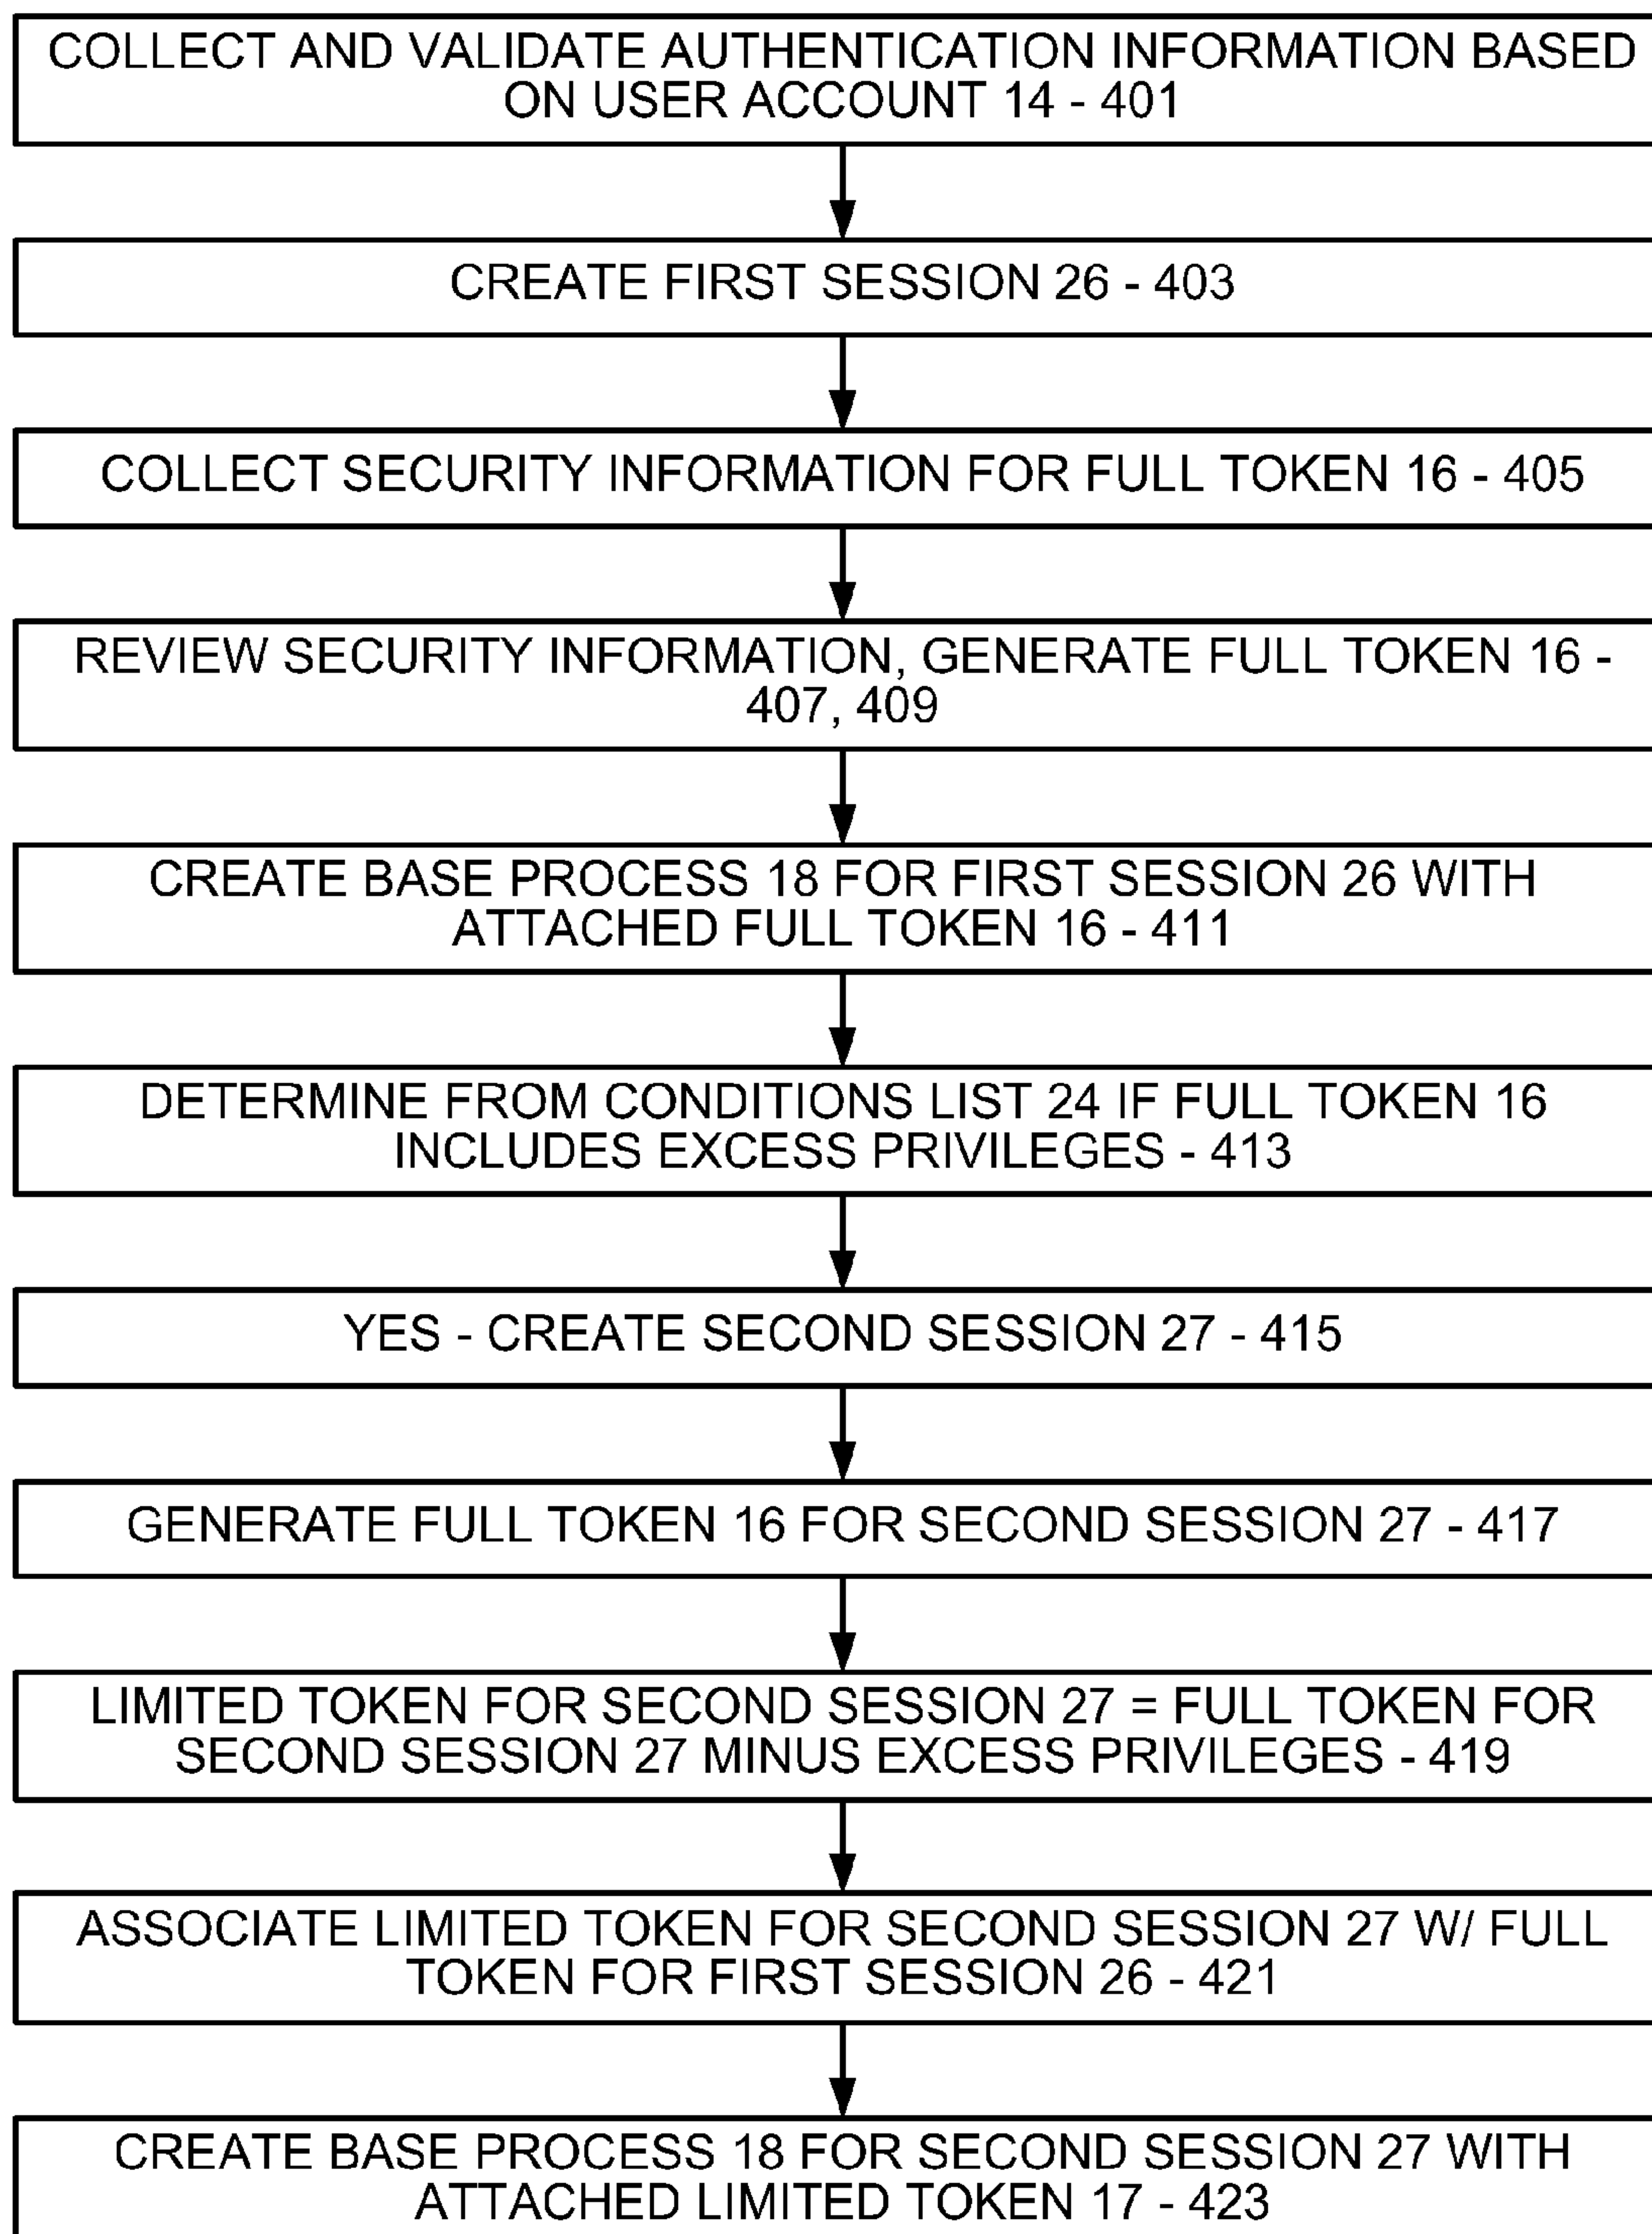 COLLECT AND VALIDATE AUTHENTICATION INFORMATION BASED
ON USER ACCOUNT 14 - 401
CREATE FIRST SESSION 26 - 403
COLLECT SECURITY INFORMATION FOR FULL TOKEN 16 - 405
REVIEW SECURITY INFORMATION, GENERATE FULL TOKEN 16 -
407, 409
CREATE BASE PROCESS 18 FOR FIRST SESSION 26 WITH
ATTACHED FULL TOKEN 16 - 411
DETERMINE FROM CONDITIONS LIST 24 IF FULL TOKEN 16
INCLUDES EXCESS PRIVILEGES - 413
YES - CREATE SECOND SESSION 27 - 415
GENERATE FULL TOKEN 16 FOR SECOND SESSION 27 - 417
LIMITED TOKEN FOR SECOND SESSION 27 = FULL TOKEN FOR
SECOND SESSION 27 MINUS EXCESS PRIVILEGES - 419
ASSOCIATE LIMITED TOKEN FOR SECOND SESSION 27 W/ FULL
TOKEN FOR FIRST SESSION 26 - 421
CREATE BASE PROCESS 18 FOR SECOND SESSION 27 WITH
ATTACHED LIMITED TOKEN 17 - 423